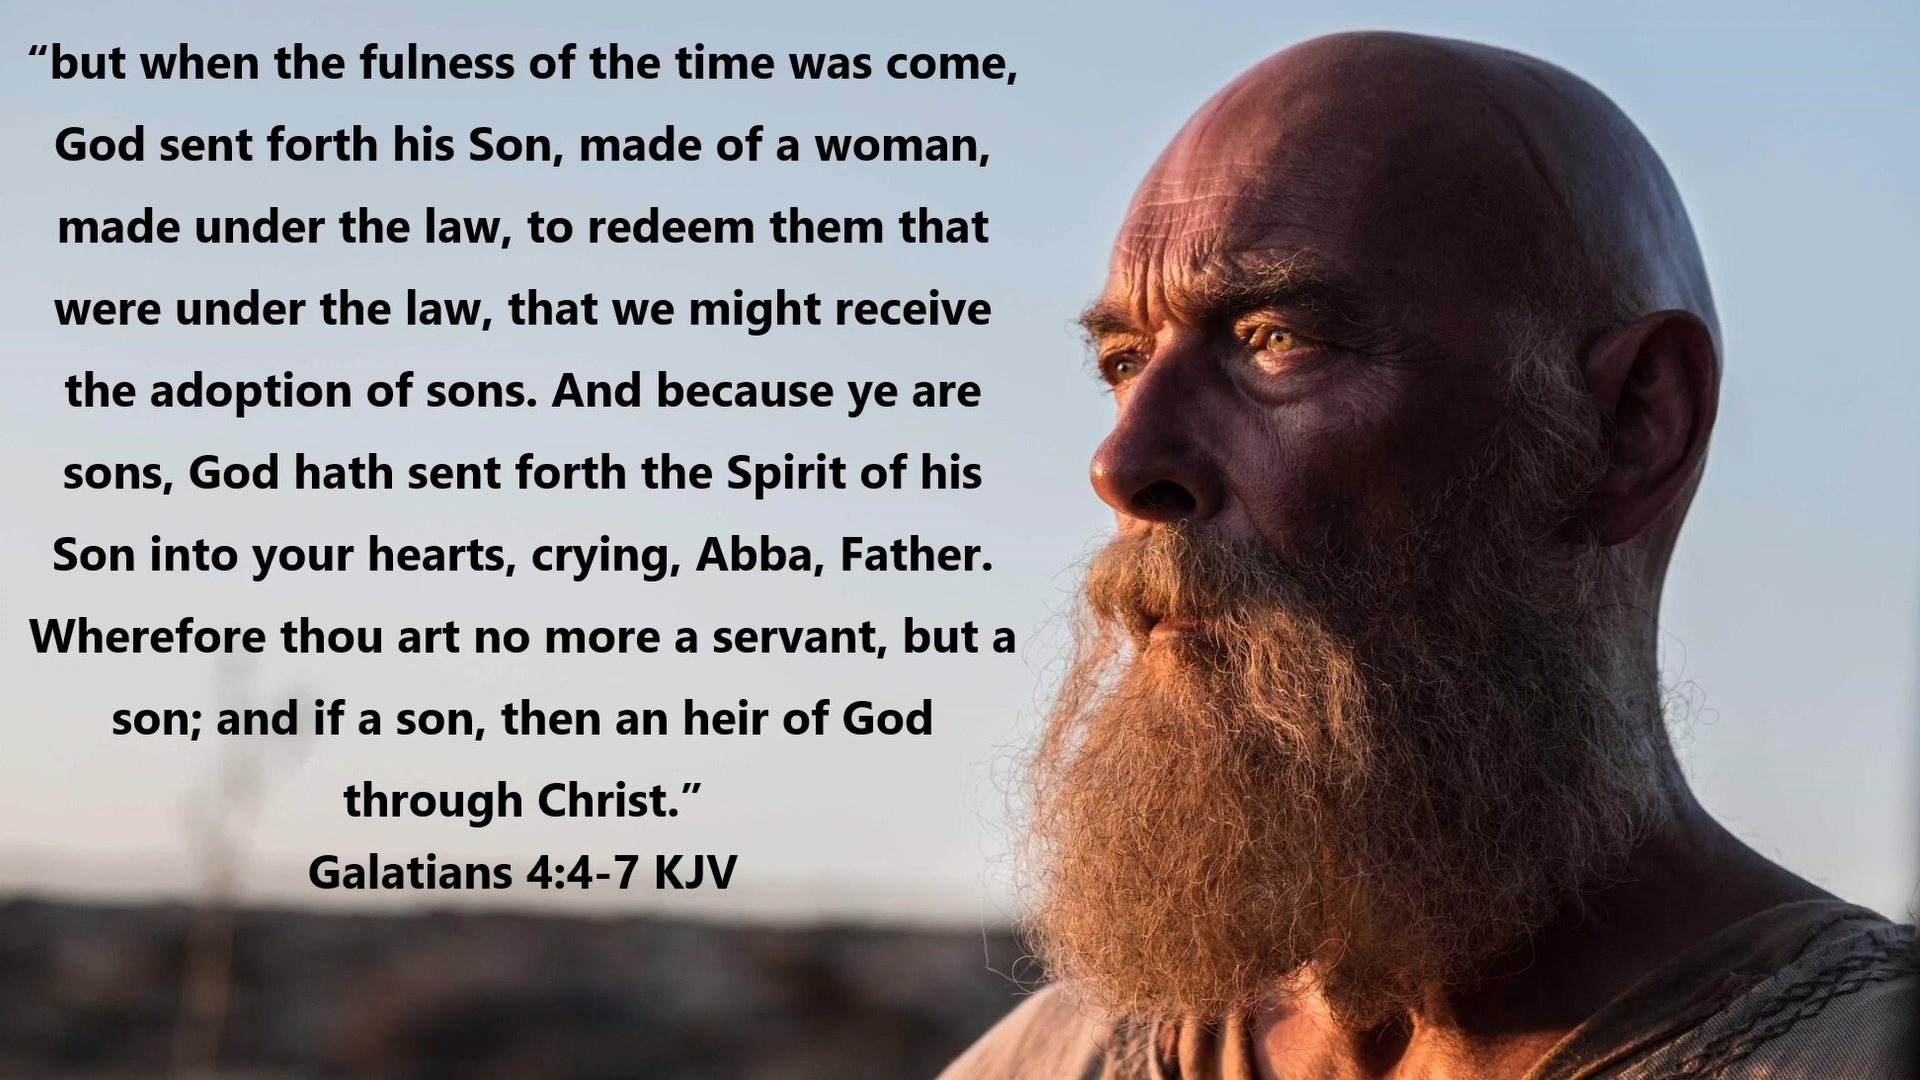 “but when the fulness of the time was come,
God sent forth his Son, made of a woman,
made under the law, to redeem them that
were under the law, that we might receive
the adoption of sons. And because ye are
sons, God hath sent forth the Spirit of his
Son into your hearts, crying, Abba, Father.
Wherefore thou art no more a servant, but a
son; and if a son, then an heir of God
through Christ.”
Galatians 4:4-7 KJV